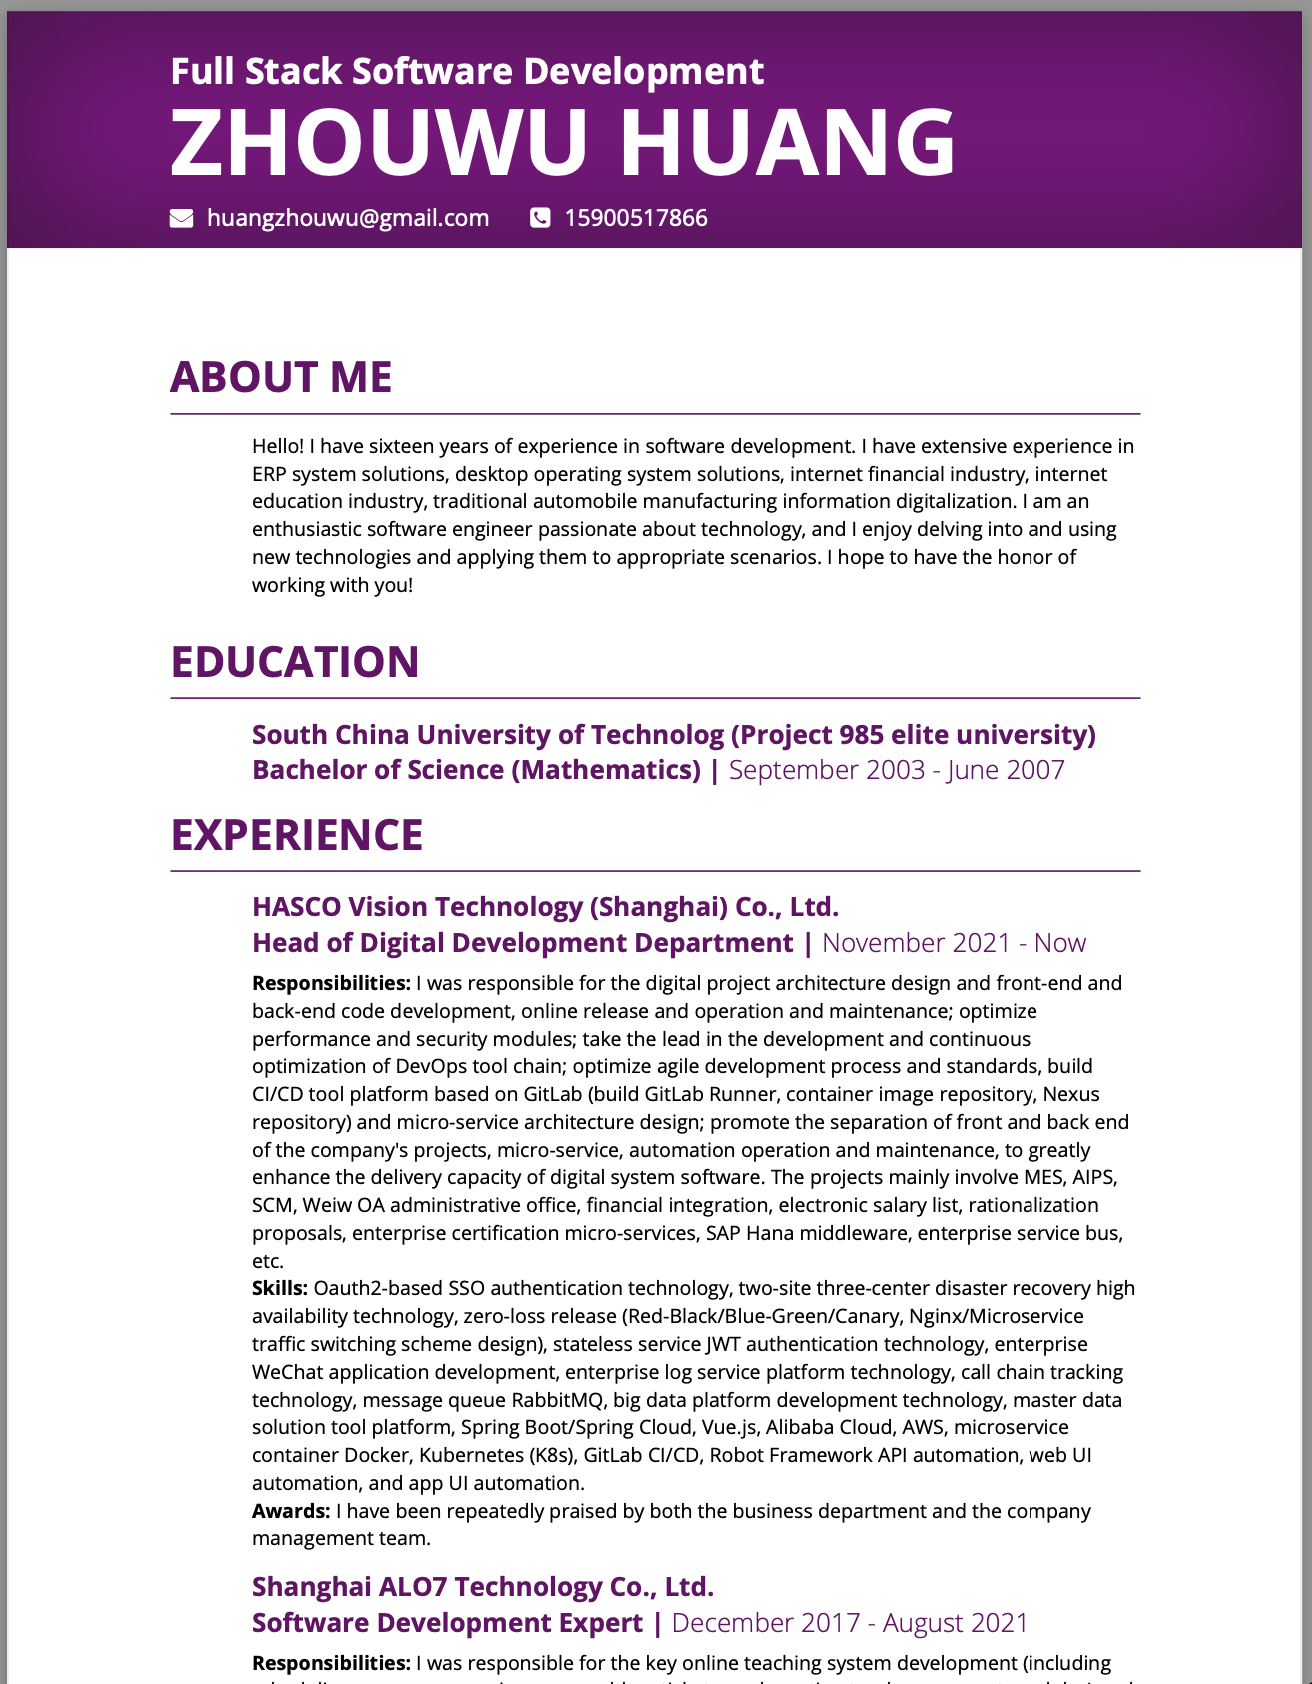 Full Stack Software Development
ZHOUWU HUANG
huangzhouwu@gmail.com 15900517866
ABOUT ME
Hello! I have sixteen years of experience in software development. I have extensive experience in
ERP system solutions, desktop operating system solutions, internet financial industry, internet
education industry, traditional automobile manufacturing information digitalization. I am an
enthusiastic software engineer passionate about technology, and I enjoy delving into and using
new technologies and applying them to appropriate scenarios. I hope to have the honor of
working with you!
EDUCATION
South China University of Technolog (Project 985 elite university)
Bachelor of Science (Mathematics) | September 2003 - June 2007
EXPERIENCE
HASCO Vision Technology (Shanghai) Co., Ltd.
Head of Digital Development Department | November 2021 - Now
Responsibilities: I was responsible for the digital project architecture design and front-end and
back-end code development, online release and operation and maintenance; optimize
performance and security modules; take the lead in the development and continuous
optimization of DevOps tool chain; optimize agile development process and standards, build
CI/CD tool platform based on GitLab (build GitLab Runner, container image repository, Nexus
repository) and micro-service architecture design; promote the separation of front and back end
of the company's projects, micro-service, automation operation and maintenance, to greatly
enhance the delivery capacity of digital system software. The projects mainly involve MES, AIPS,
SCM, Weiw OA administrative office, financial integration, electronic salary list, rationalization
proposals, enterprise certification micro-services, SAP Hana middleware, enterprise service bus,
etc.
Skills: Oauth2-based SSO authentication technology, two-site three-center disaster recovery high
availability technology, zero-loss release (Red-Black/Blue-Green/Canary, Nginx/Microservice
traffic switching scheme design), stateless service JWT authentication technology, enterprise
WeChat application development, enterprise log service platform technology, call chain tracking
technology, message queue RabbitMQ, big data platform development technology, master data
solution tool platform, Spring Boot/Spring Cloud, Vue.js, Alibaba Cloud, AWS, microservice
container Docker, Kubernetes (K8s), GitLab CI/CD, Robot Framework API automation, web UI
automation, and app UI automation.
Awards: I have been repeatedly praised by both the business department and the company
management team.
Shanghai ALO7 Technology Co., Ltd.
Software Development Expert | December 2017 - August 2021
Responsibilities: I was responsible for the key online teaching system development (including